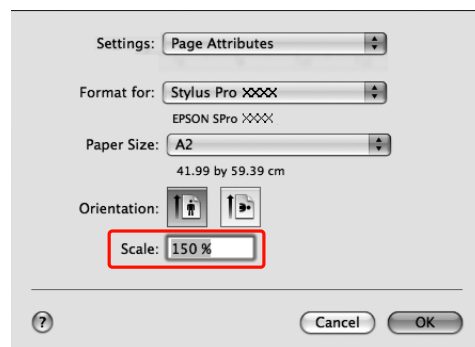 Settings: Page Attributes
Format for: Stylus Pro XXXX
EPSON SPro XXXX
Paper Size: A2
41.99 by 59.39 cm
Orientation:
Scale: 150 %
? Cancel OK